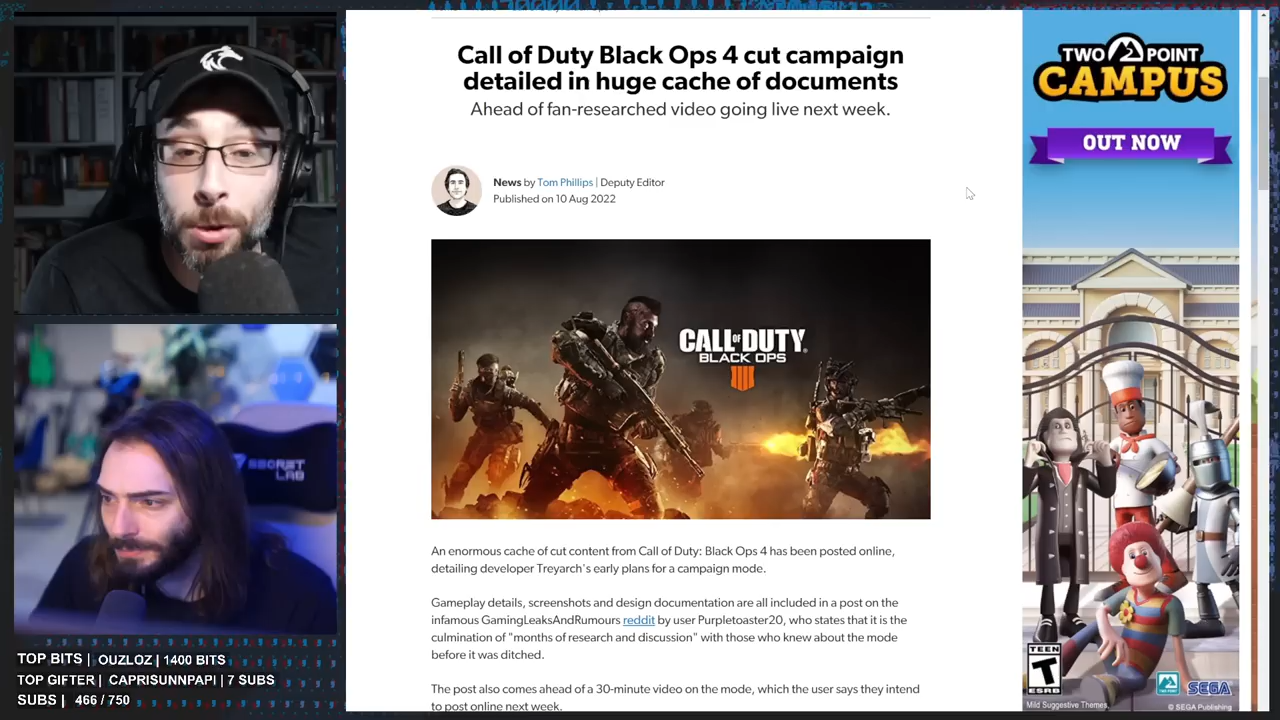 Call of Duty Black Ops 4 cut campaign
detailed in huge cache of documents
Ahead of fan-researched video going live next week.
News by Tom Phillips | Deputy Editor
Published on 10 Aug 2022
CALL OF DUTY
BLACK OPS
IIII
An enormous cache of cut content from Call of Duty: Black Ops 4 has been posted online,
detailing developer Treyarch's early plans for a campaign mode.
Gameplay details, screenshots and design documentation are all included in a post on the
infamous GamingLeaksAndRumours reddit by user Purpletoaster20, who states that it is the
culmination of "months of research and discussion" with those who knew about the mode
before it was ditched.
The post also comes ahead of a 30-minute video on the mode, which the user says they intend
to post online next week.
TWO POINT
CAMPUS
OUT NOW
TEEN
T
ESRB
Mild Suggestive Themes,
SEGA
© SEGA Publishing
SECRET
LAB
TOP BITS | OUZLOZ | 1400 BITS
TOP GIFTER | CAPRISUNNPAPI | 7 SUBS
SUBS | 466 / 750